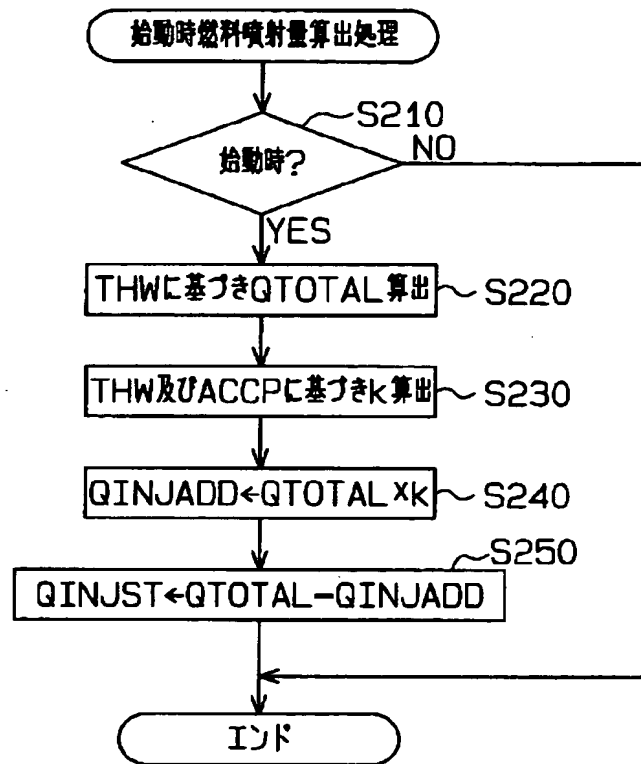 始動時燃料噴射量算出処理
S210
始動時?
NO
YES
THWに基づきQTOTAL算出
S220
THW及びACCPに基づきk算出
S230
QINJADD←QTOTAL×k
S240
S250
QINJST←QTOTAL−QINJADD
エンド